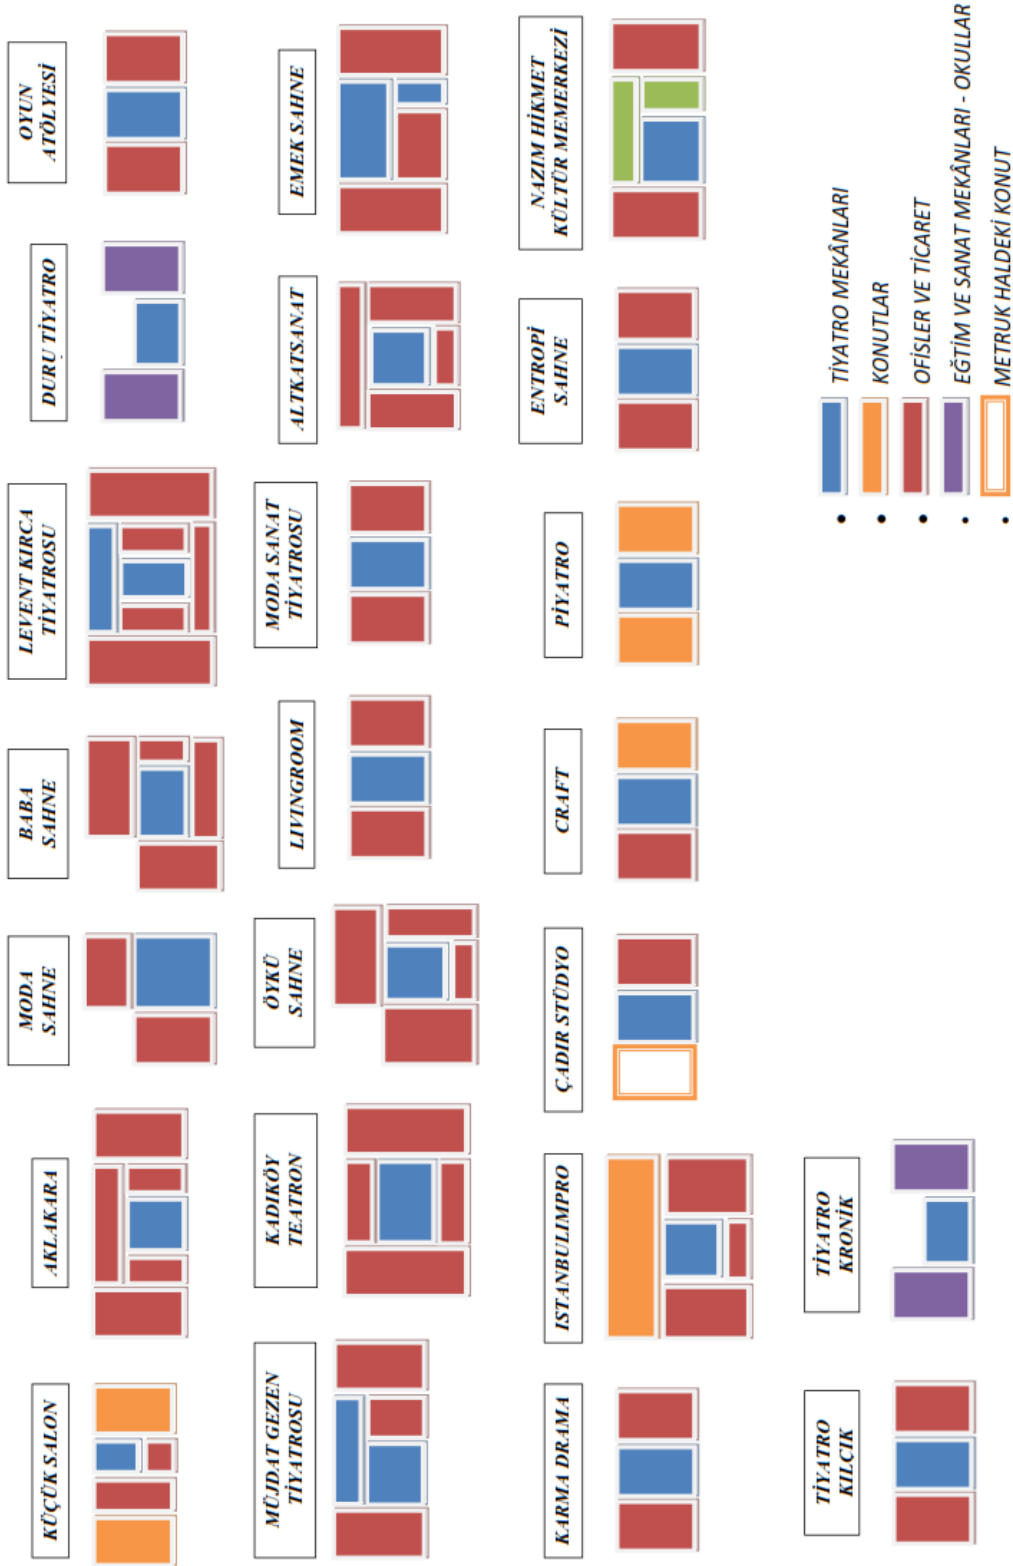 KÜÇÜK SALON
AKLAKARA
MODA
SAHNE
BABA
SAHNE
LEVENT KIRCA
TİYATROSU
DURU TİYATRO
OYUN
ATÖLYESİ
MÜJDAT GEZEN
TİYATROSU
KADIKÖY
TEATRON
ÖYKÜ
SAHNE
LIVINGROOM
MODA SANAT
TİYATROSU
ALTKATSANAT
EMEK SAHNE
KARMA DRAMA
ISTANBULIMPRO
ÇADIR STÜDYO
CRAFT
PİYATRO
ENTROPİ
SAHNE
NAZIM HİKMET
KÜLTÜR MEMERKEZİ
TİYATRO
KILÇIK
TİYATRO
KRONİK
• TİYATRO MEKÂNLARI
• KONUTLAR
• OFİSLER VE TİCARET
• EĞTİM VE SANAT MEKÂNLARI - OKULLAR
• METRUK HALDEKİ KONUT